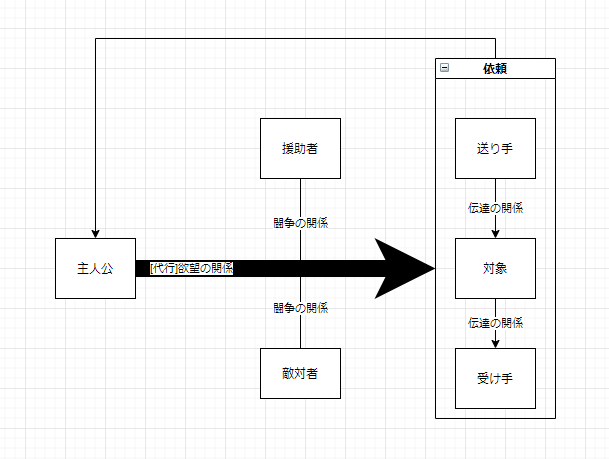 依頼
援助者
送り手
闘争の関係
伝達の関係
主人公
[代行]欲望の関係
対象
闘争の関係
伝達の関係
敵対者
受け手